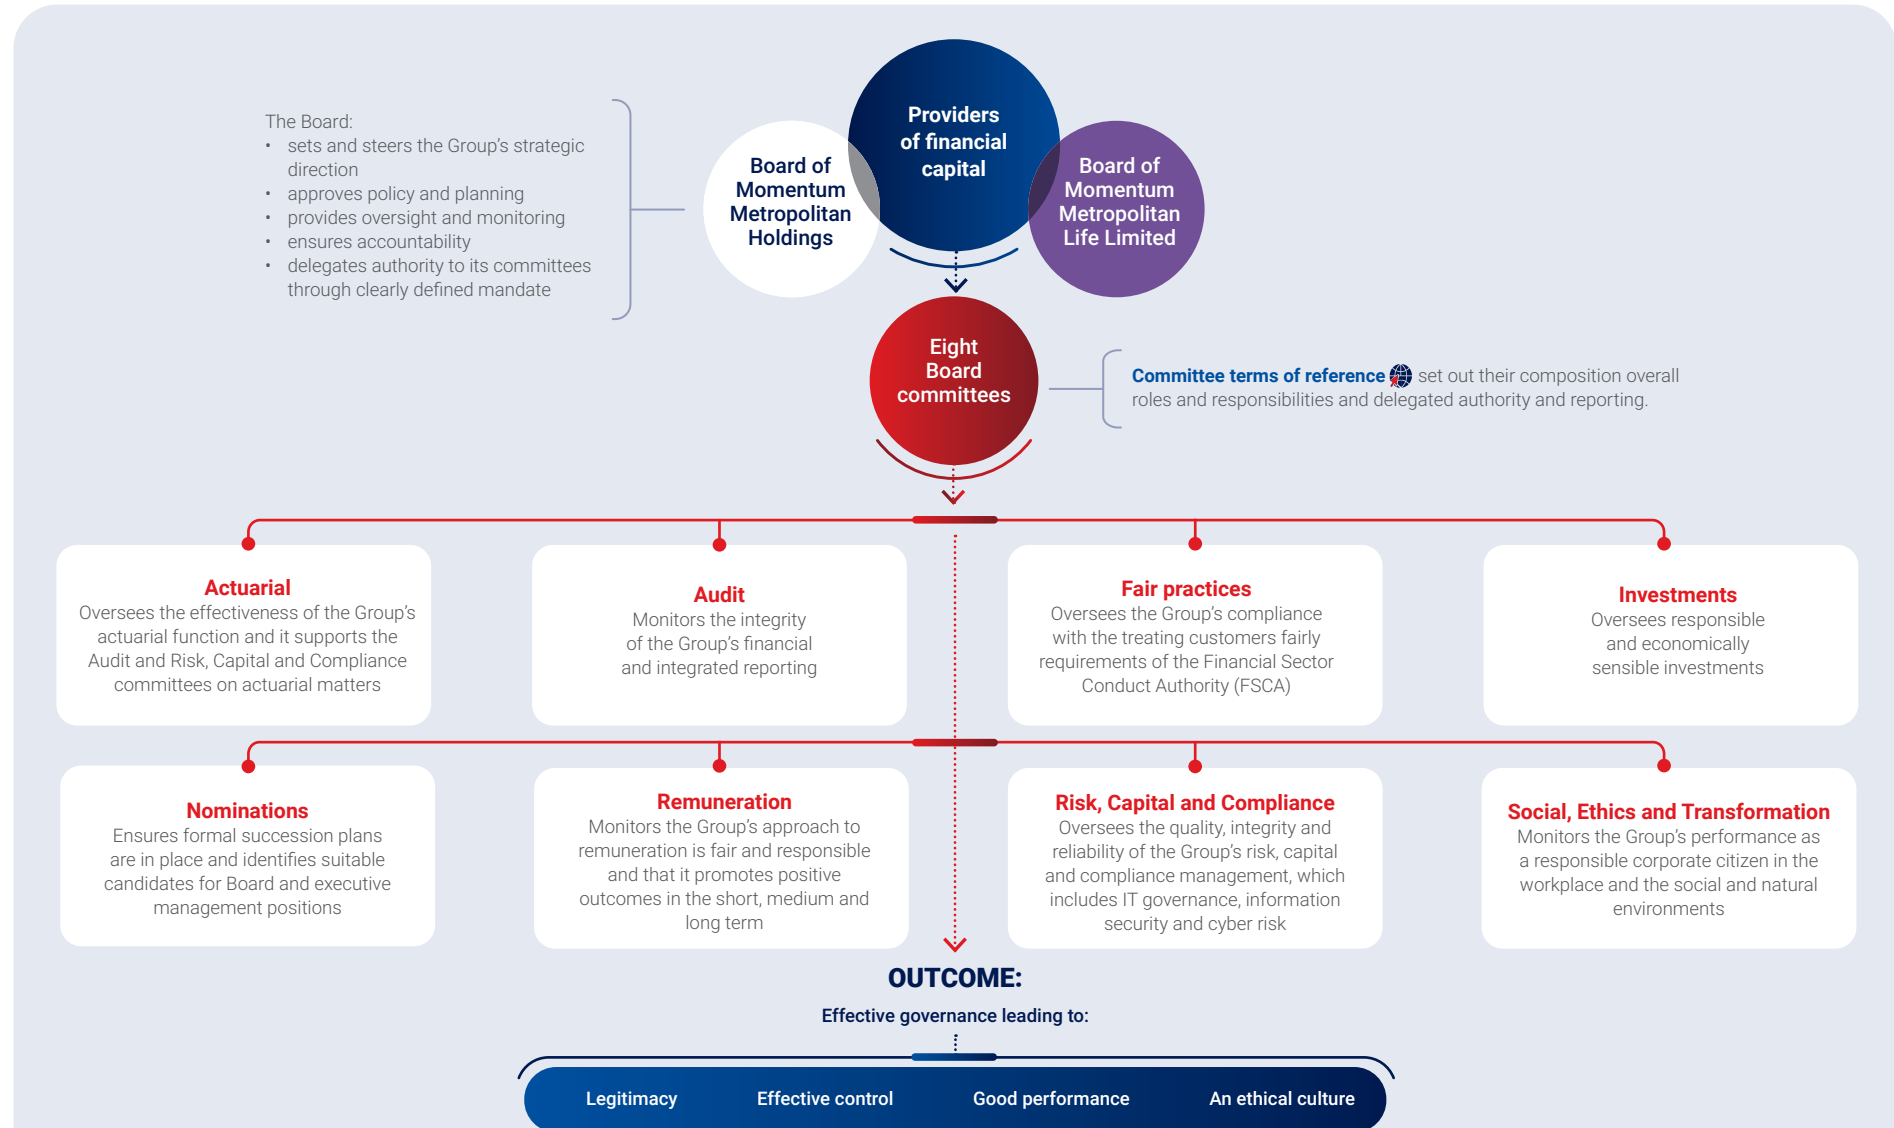 The Board:
• sets and steers the Group's strategic
direction
• approves policy and planning
• provides oversight and monitoring
• ensures accountability
• delegates authority to its committees
through clearly defined mandate
Board of
Momentum
Metropolitan
Holdings
Providers
of financial
capital
Board of
Momentum
Metropolitan
Life Limited
Eight
Board
committees
Committee terms of reference set out their composition overall
roles and responsibilities and delegated authority and reporting.
Actuarial
Oversees the effectiveness of the Group's
actuarial function and it supports the
Audit and Risk, Capital and Compliance
committees on actuarial matters
Audit
Monitors the integrity
of the Group's financial
and integrated reporting
Fair practices
Oversees the Group's compliance
with the treating customers fairly
requirements of the Financial Sector
Conduct Authority (FSCA)
Investments
Oversees responsible
and economically
sensible investments
Nominations
Ensures formal succession plans
are in place and identifies suitable
candidates for Board and executive
management positions
Remuneration
Monitors the Group's approach to
remuneration is fair and responsible
and that it promotes positive
outcomes in the short, medium and
long term
Risk, Capital and Compliance
Oversees the quality, integrity and
reliability of the Group's risk, capital
and compliance management, which
includes IT governance, information
security and cyber risk
Social, Ethics and Transformation
Monitors the Group's performance as
a responsible corporate citizen in the
workplace and the social and natural
environments
OUTCOME:
Effective governance leading to:
Legitimacy
Effective control
Good performance
An ethical culture